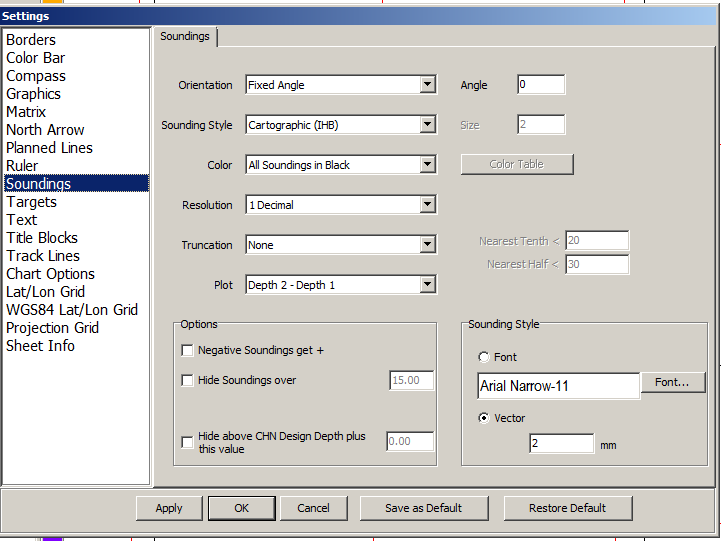 Settings
Borders
Color Bar
Compass
Graphics
Matrix
North Arrow
Planned Lines
Ruler
Soundings
Targets
Text
Title Blocks
Track Lines
Chart Options
Lat/Lon Grid
WGS84 Lat/Lon Grid
Projection Grid
Sheet Info
Soundings
Orientation Fixed Angle Angle 0
Sounding Style Cartographic (IHB) Size 2
Color All Soundings in Black Color Table
Resolution 1 Decimal
Truncation None Nearest Tenth < 20
Nearest Half < 30
Plot Depth 2 - Depth 1
Options
Negative Soundings get +
Hide Soundings over 15.00
Hide above CHN Design Depth plus 0.00
this value
Sounding Style
Font
Arial Narrow-11 Font...
Vector
2 mm
Apply OK Cancel Save as Default Restore Default